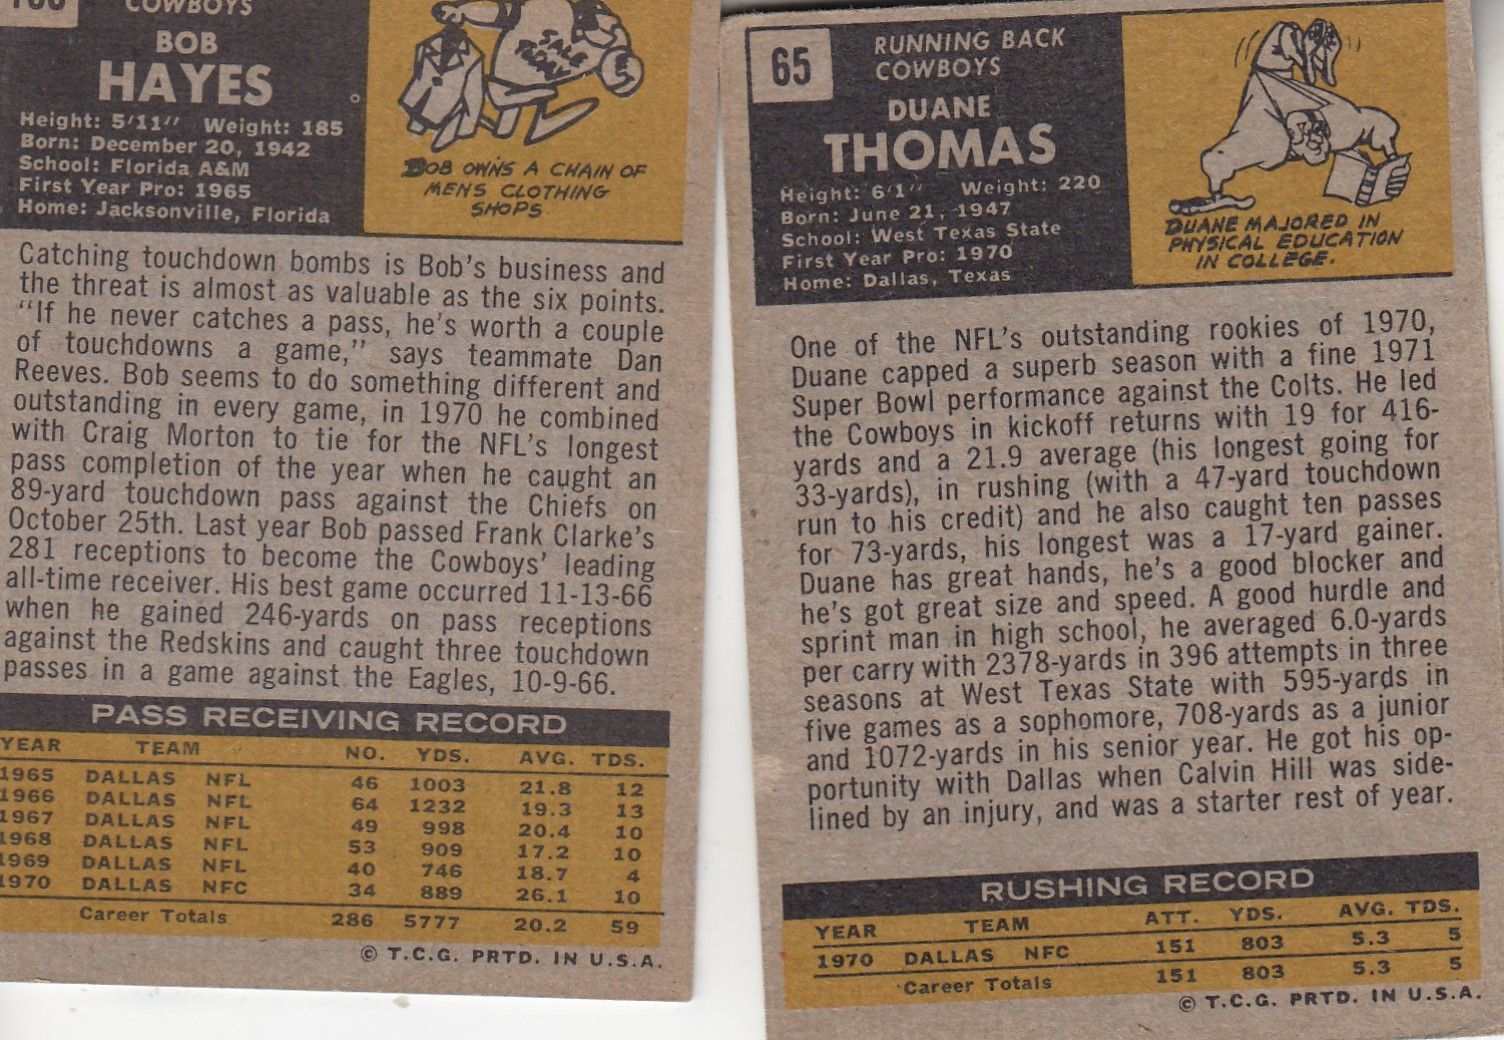 COWBOYS
BOB
HAYES
Height: 5'11" Weight: 185
Born: December 20, 1942
School: Florida A&M
First Year Pro: 1965
Home: Jacksonville, Florida
SALE
TODAY
BOB OWNS A CHAIN OF
MENS CLOTHING
SHOPS.
Catching touchdown bombs is Bob's business and
the threat is almost as valuable as the six points.
"If he never catches a pass, he's worth a couple
of touchdowns a game," says teammate Dan
Reeves. Bob seems to do something different and
outstanding in every game, in 1970 he combined
with Craig Morton to tie for the NFL's longest
pass completion of the year when he caught an
89-yard touchdown pass against the Chiefs on
October 25th. Last year Bob passed Frank Clarke's
281 receptions to become the Cowboys' leading
all-time receiver. His best game occurred 11-13-66
when he gained 246-yards on pass receptions
against the Redskins and caught three touchdown
passes in a game against the Eagles, 10-9-66.
PASS RECEIVING RECORD
YEAR TEAM NO. YDS. AVG. TDS.
1965 DALLAS NFL 46 1003 21.8 12
1966 DALLAS NFL 64 1232 19.3 13
1967 DALLAS NFL 49 998 20.4 10
1968 DALLAS NFL 53 909 17.2 10
1969 DALLAS NFL 40 746 18.7 4
1970 DALLAS NFC 34 889 26.1 10
Career Totals 286 5777 20.2 59
© T.C.G. PRTD. IN U.S.A.
65
RUNNING BACK
COWBOYS
DUANE
THOMAS
Height: 6'1" Weight: 220
Born: June 21, 1947
School: West Texas State
First Year Pro: 1970
Home: Dallas, Texas
DUANE MAJORED IN
PHYSICAL EDUCATION
IN COLLEGE.
One of the NFL's outstanding rookies of 1970,
Duane capped a superb season with a fine 1971
Super Bowl performance against the Colts. He led
the Cowboys in kickoff returns with 19 for 416-
yards and a 21.9 average (his longest going for
33-yards), in rushing (with a 47-yard touchdown
run to his credit) and he also caught ten passes
for 73-yards, his longest was a 17-yard gainer.
Duane has great hands, he's a good blocker and
he's got great size and speed. A good hurdle and
sprint man in high school, he averaged 6.0-yards
per carry with 2378-yards in 396 attempts in three
seasons at West Texas State with 595-yards in
five games as a sophomore, 708-yards as a junior
and 1072-yards in his senior year. He got his op-
portunity with Dallas when Calvin Hill was side-
lined by an injury, and was a starter rest of year.
RUSHING RECORD
YEAR TEAM ATT. YDS. AVG. TDS.
1970 DALLAS NFC 151 803 5.3 5
Career Totals 151 803 5.3 5
© T.C.G. PRTD. IN U.S.A.